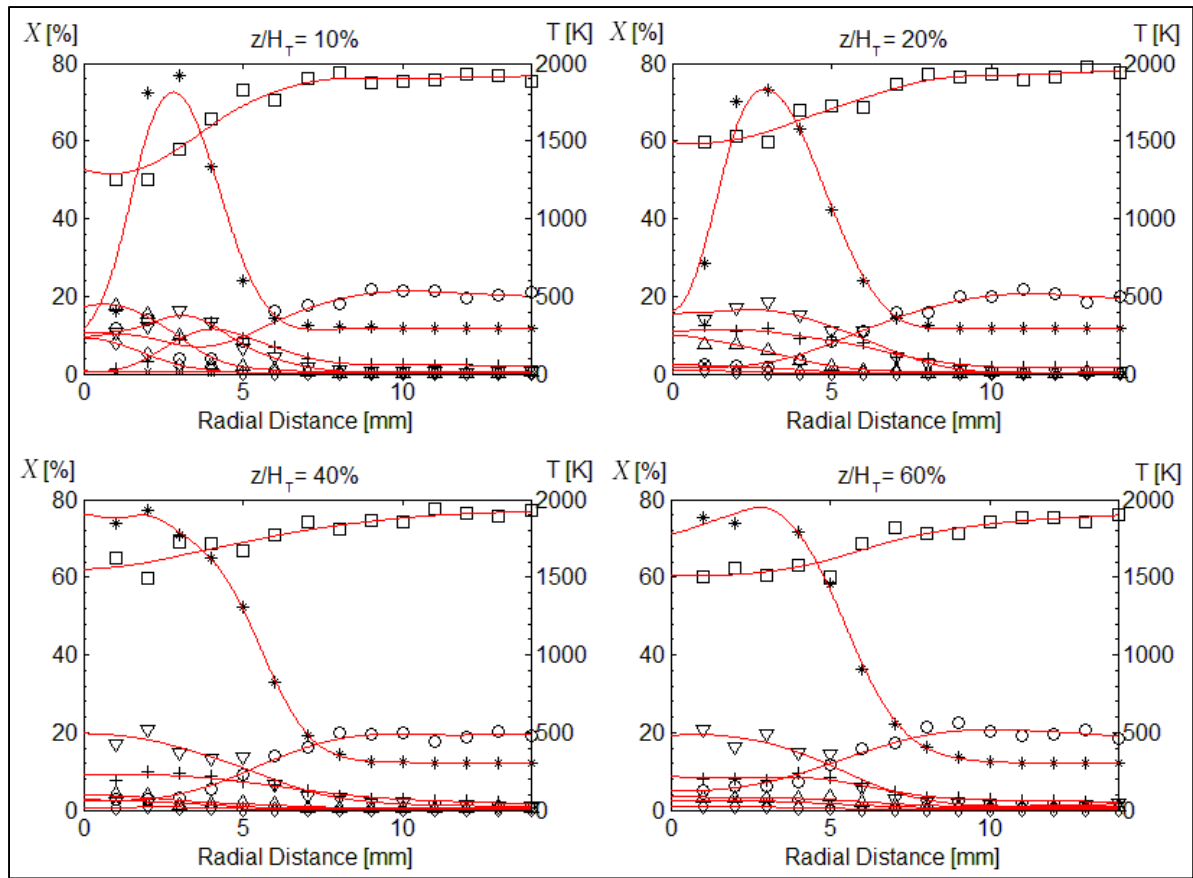 X [%] z/H_T = 10% T [K]
80 2000
60 1500
40 1000
20 500
0 0
0 5 10
Radial Distance [mm]
X [%] z/H_T = 20% T [K]
80 2000
60 1500
40 1000
20 500
0 0
0 5 10
Radial Distance [mm]
X [%] z/H_T = 40% T [K]
80 2000
60 1500
40 1000
20 500
0 0
0 5 10
Radial Distance [mm]
X [%] z/H_T = 60% T [K]
80 2000
60 1500
40 1000
20 500
0 0
0 5 10
Radial Distance [mm]